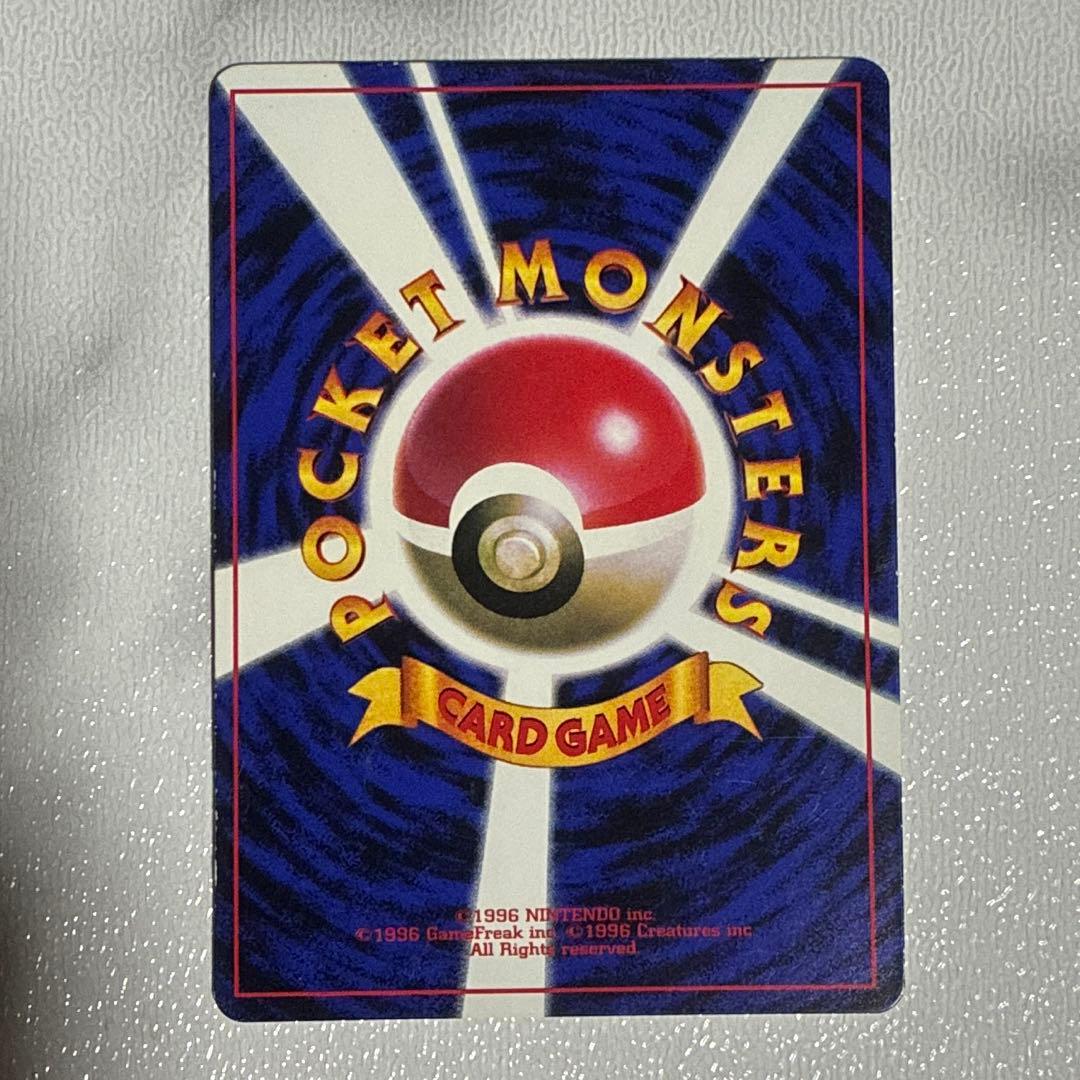 POCKET MONSTERS
CARD GAME
©1996 NINTENDO inc.
©1996 GameFreak inc. ©1996 Creatures inc.
All Rights reserved.